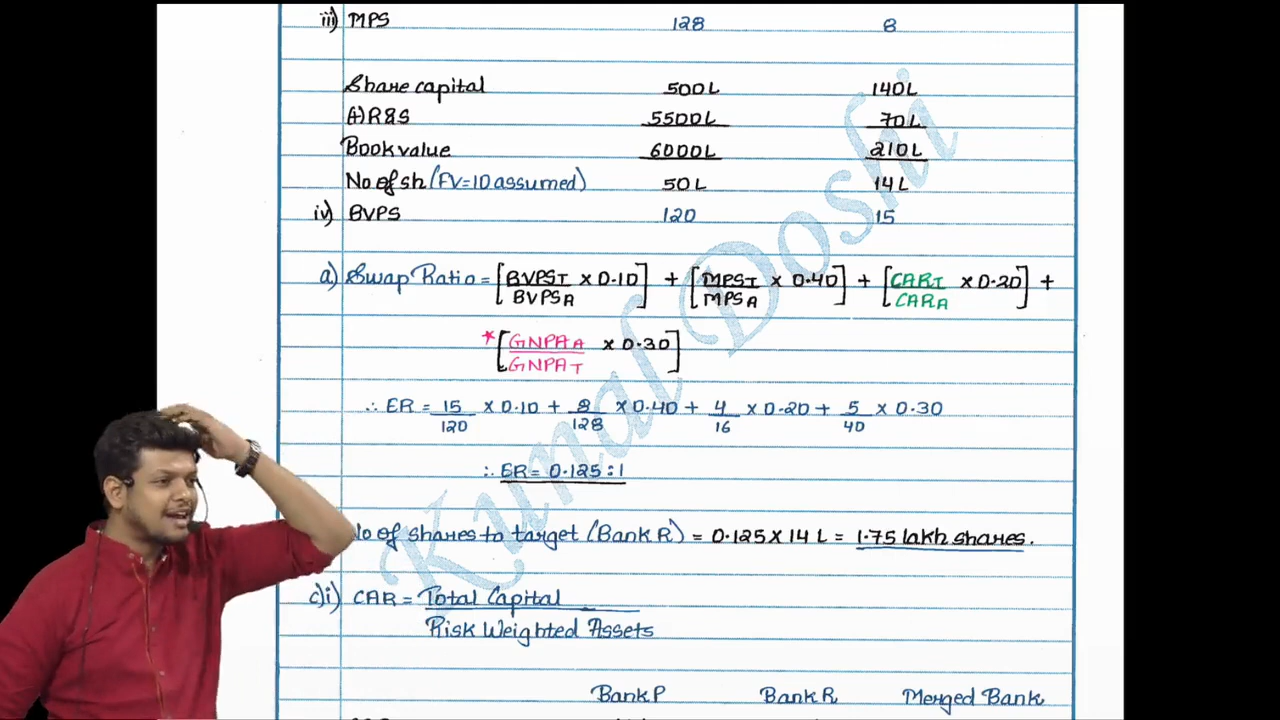 iii) MPS 128 8
Share capital 500L 140L
(+) R&S 5500L 70L
Book value 6000L 210L
No of sh (FV=10 assumed) 50L 14L
iv) BVPS 120 15
a) Swap Ratio = [BVPST / BVPSA × 0.10] + [MPST / MPSA × 0.40] + [CART / CARA × 0.20] +
* [GNPAA / GNPAT × 0.30]
∴ ER = 15/120 × 0.10 + 8/128 × 0.40 + 4/16 × 0.20 + 5/40 × 0.30
∴ ER = 0.125 : 1
No of shares to target (Bank R) = 0.125 × 14 L = 1.75 lakh shares.
c) i) CAR = Total Capital
Risk Weighted Assets
Bank P Bank R Merged Bank
Kunal Doshi